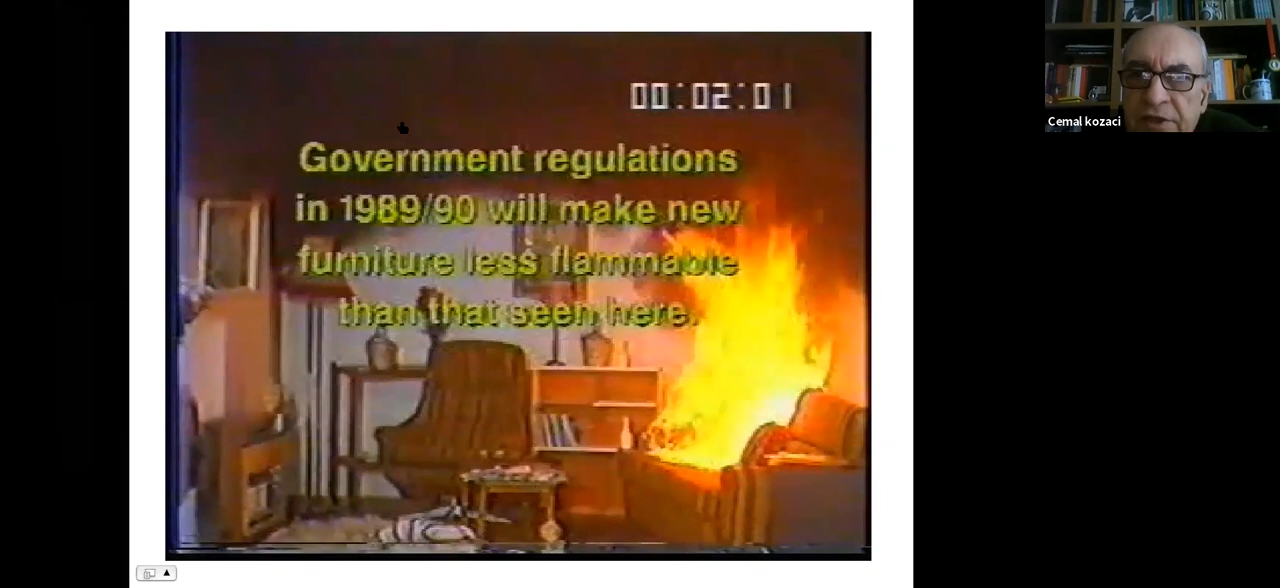 00:02:01
Government regulations
in 1989/90 will make new
furniture less flammable
than that seen here.
Cemal kozaci